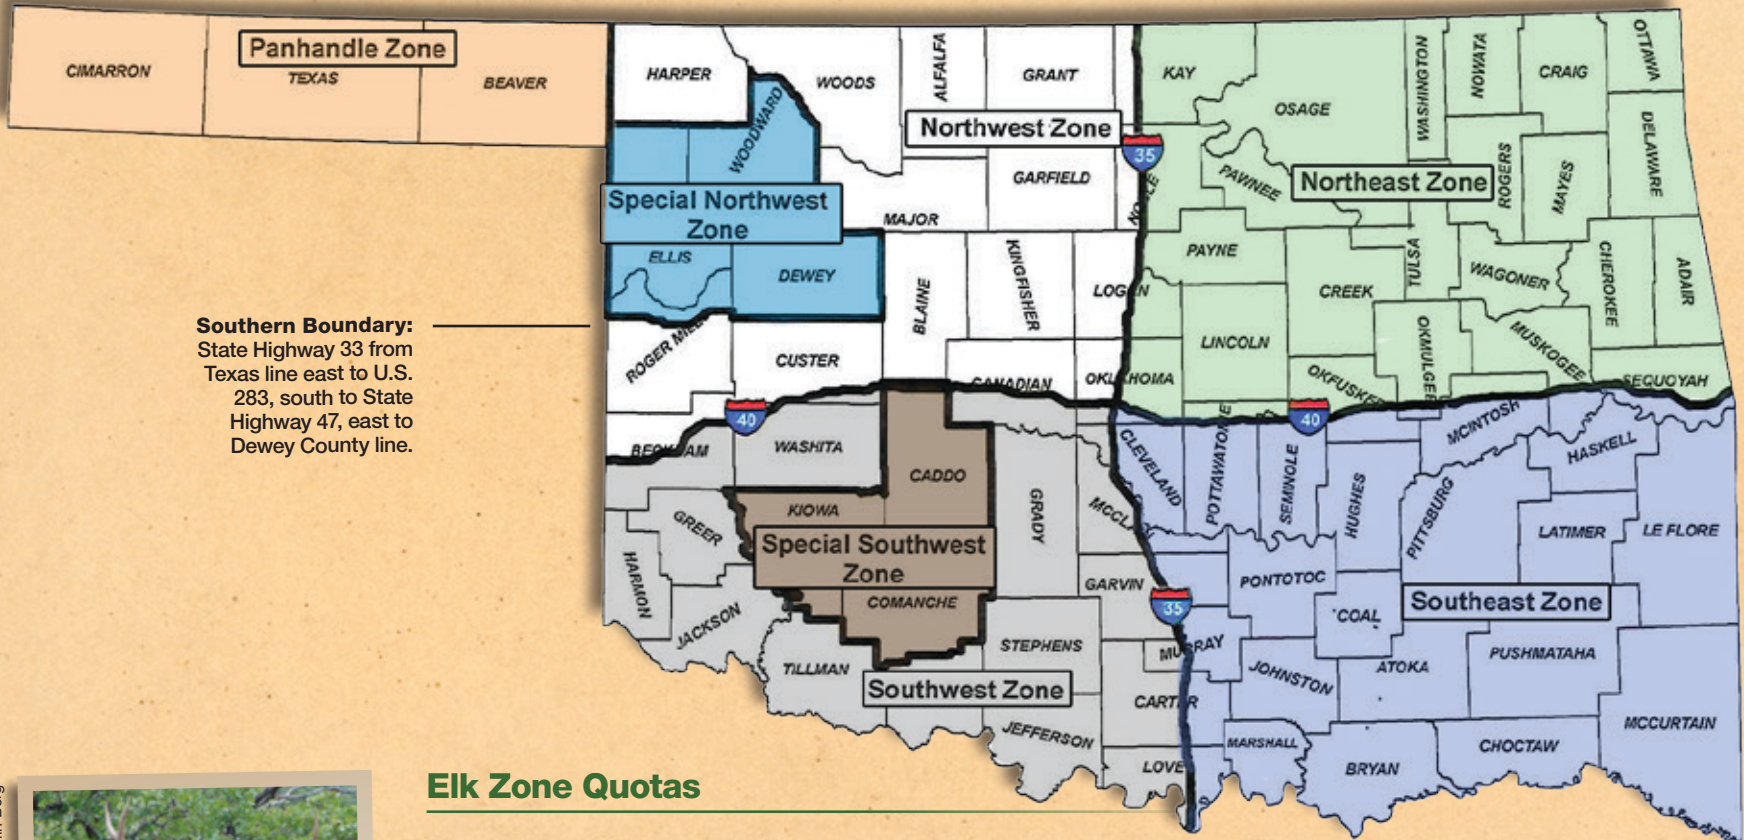 Panhandle Zone
CIMARRON
TEXAS
BEAVER
HARPER
WOODS
ALFALFA
GRANT
KAY
OSAGE
WASHINGTON
NOWATA
CRAIG
OTTAWA
WOODWARD
Northwest Zone
35
Northeast Zone
PAWNEE
ROGERS
MAYES
DELAWARE
Special Northwest
Zone
GARFIELD
MAJOR
ELLIS
DEWEY
BLAINE
KINGFISHER
LOGAN
PAYNE
CREEK
TULSA
WAGONER
CHEROKEE
ADAIR
Southern Boundary:
State Highway 33 from
Texas line east to U.S.
283, south to State
Highway 47, east to
Dewey County line.
CUSTER
CANADIAN
OKLAHOMA
LINCOLN
OKMULGEE
MUSKOGEE
SEQUOYAH
40
40
WASHITA
CADDO
CLEVELAND
SEMINOLE
MCINTOSH
HASKELL
KIOWA
GREER
GRADY
HUGHES
PITTSBURG
LATIMER
LE FLORE
Special Southwest
Zone
HARMON
JACKSON
COMANCHE
GARVIN
35
PONTOTOC
COAL
Southeast Zone
STEPHENS
MURRAY
TILLMAN
Southwest Zone
JOHNSTON
ATOKA
PUSHMATAHA
CARTER
JEFFERSON
LOVE
MARSHALL
BRYAN
CHOCTAW
MCCURTAIN
Elk Zone Quotas